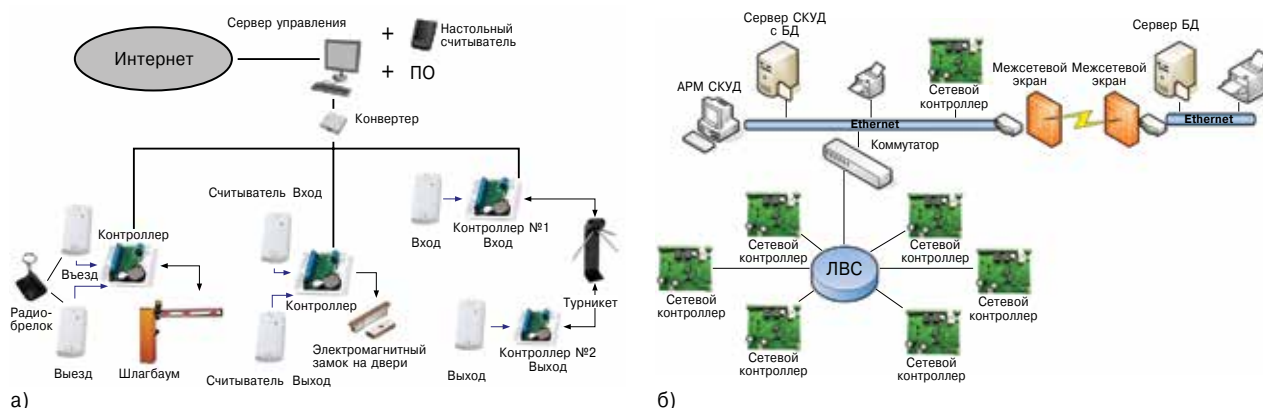 Сервер управления
Интернет
+
Настольный
считыватель
+ ПО
Конвертер
Считыватель Вход
Контроллер
Въезд
Радио-
брелок
Выезд
Шлагбаум
Контроллер
Электромагнитный
замок на двери
Считыватель Выход
Вход
Контроллер №1
Вход
Турникет
Контроллер №2
Выход
Выход
а)
Сервер СКУД
с БД
АРМ СКУД
Сетевой
контроллер
Межсетевой
экран
Межсетевой
экран
Сервер БД
Ethernet
Ethernet
Коммутатор
Сетевой
контроллер
Сетевой
контроллер
ЛВС
Сетевой
контроллер
Сетевой
контроллер
Сетевой
контроллер
Сетевой
контроллер
б)